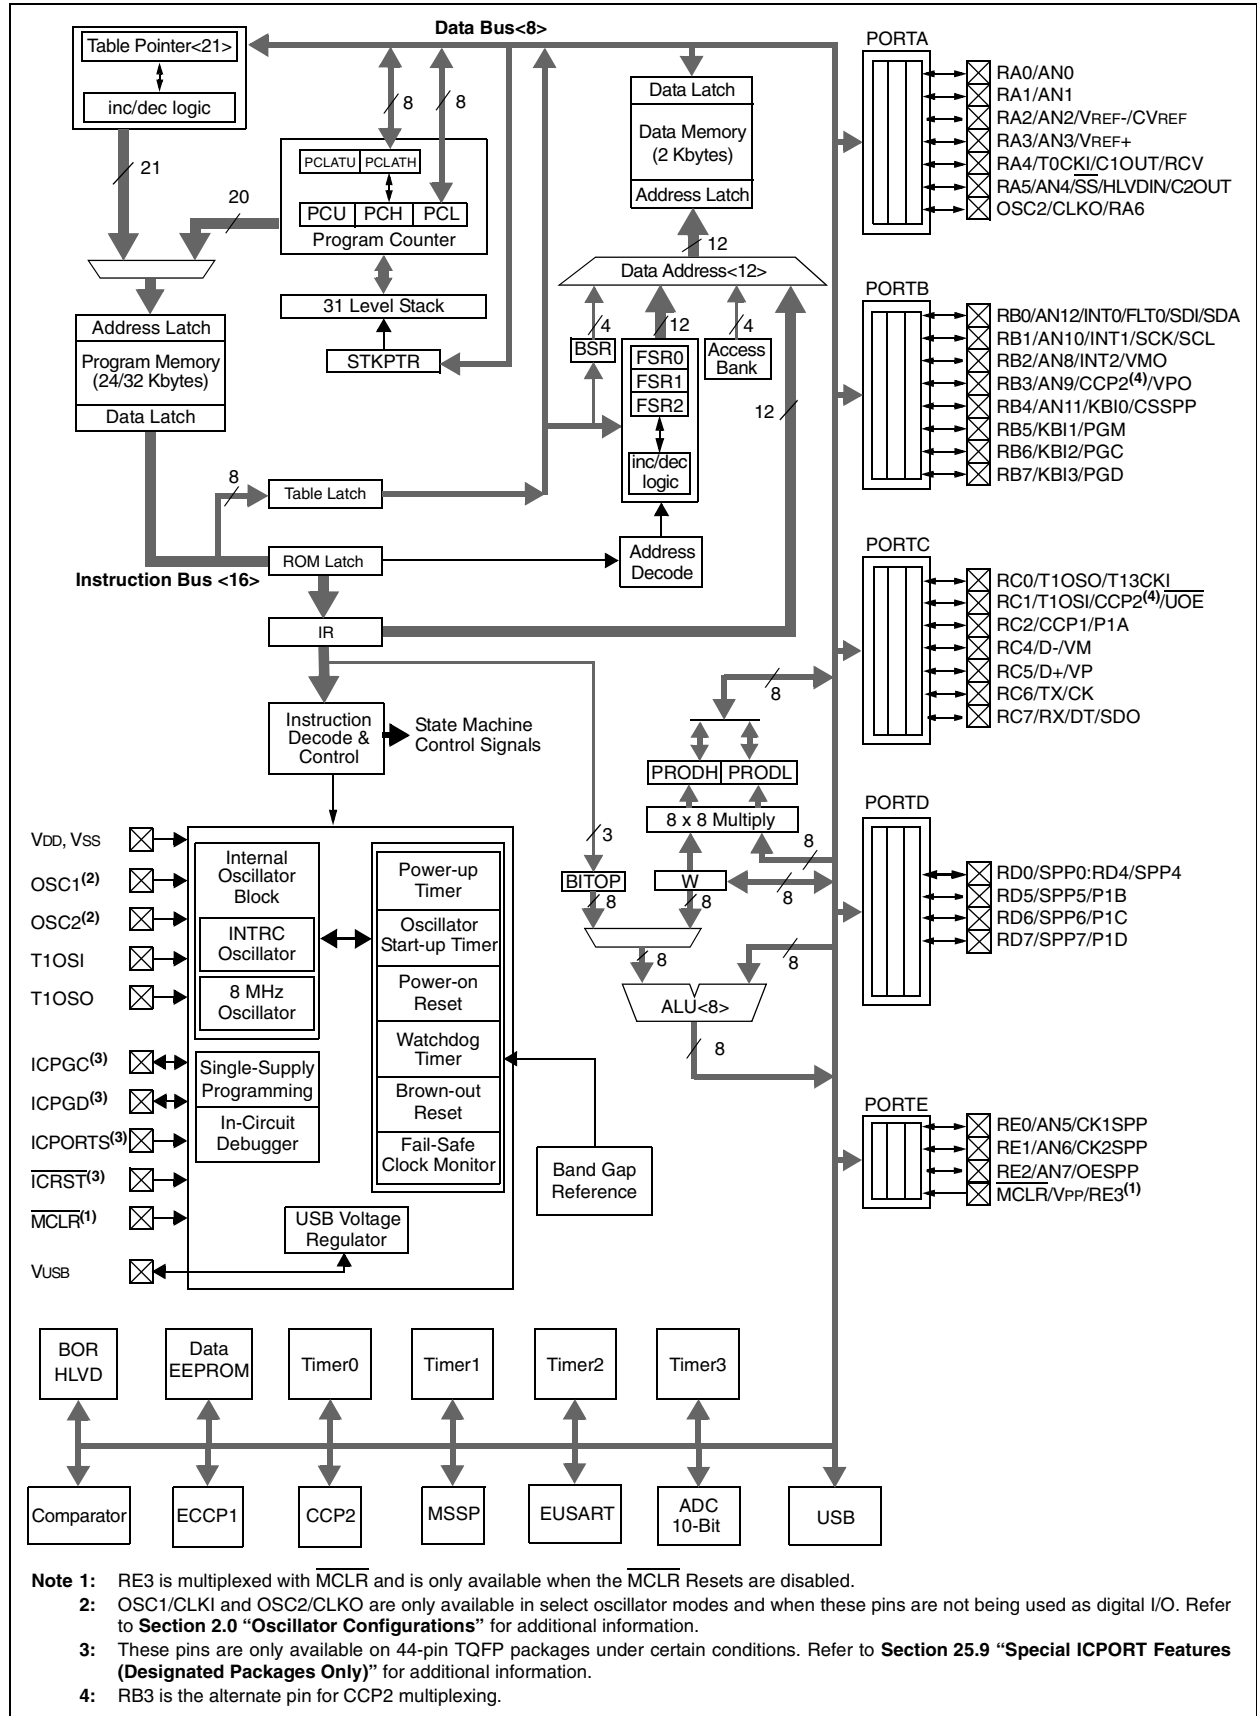 Data Bus<8>
Table Pointer<21>
inc/dec logic
21
20
8
8
PCLATU PCLATH
PCU PCH PCL
Program Counter
31 Level Stack
STKPTR
Data Latch
Data Memory
(2 Kbytes)
Address Latch
12
Data Address<12>
4
12
4
BSR
FSR0
FSR1
FSR2
inc/dec
logic
Access
Bank
12
Address Latch
Program Memory
(24/32 Kbytes)
Data Latch
8
Table Latch
ROM Latch
Instruction Bus <16>
Address
Decode
IR
Instruction
Decode &
Control
State Machine
Control Signals
8
PRODH PRODL
8 x 8 Multiply
8
3
BITOP
W
8
8
8
8
8
ALU<8>
8
VDD, VSS
OSC1(2)
OSC2(2)
T1OSI
T1OSO
ICPGC(3)
ICPGD(3)
ICPORTS(3)
ICRST(3)
MCLR(1)
VUSB
Internal
Oscillator
Block
INTRC
Oscillator
8 MHz
Oscillator
Single-Supply
Programming
In-Circuit
Debugger
Power-up
Timer
Oscillator
Start-up Timer
Power-on
Reset
Watchdog
Timer
Brown-out
Reset
Fail-Safe
Clock Monitor
Band Gap
Reference
USB Voltage
Regulator
PORTA
RA0/AN0
RA1/AN1
RA2/AN2/VREF-/CVREF
RA3/AN3/VREF+
RA4/T0CKI/C1OUT/RCV
RA5/AN4/SS/HLVDIN/C2OUT
OSC2/CLKO/RA6
PORTB
RB0/AN12/INT0/FLT0/SDI/SDA
RB1/AN10/INT1/SCK/SCL
RB2/AN8/INT2/VMO
RB3/AN9/CCP2(4)/VPO
RB4/AN11/KBI0/CSSPP
RB5/KBI1/PGM
RB6/KBI2/PGC
RB7/KBI3/PGD
PORTC
RC0/T1OSO/T13CKI
RC1/T1OSI/CCP2(4)/UOE
RC2/CCP1/P1A
RC4/D-/VM
RC5/D+/VP
RC6/TX/CK
RC7/RX/DT/SDO
PORTD
RD0/SPP0:RD4/SPP4
RD5/SPP5/P1B
RD6/SPP6/P1C
RD7/SPP7/P1D
PORTE
RE0/AN5/CK1SPP
RE1/AN6/CK2SPP
RE2/AN7/OESPP
MCLR/VPP/RE3(1)
BOR
HLVD
Data
EEPROM
Timer0
Timer1
Timer2
Timer3
Comparator
ECCP1
CCP2
MSSP
EUSART
ADC
10-Bit
USB
Note 1: RE3 is multiplexed with MCLR and is only available when the MCLR Resets are disabled.
2: OSC1/CLKI and OSC2/CLKO are only available in select oscillator modes and when these pins are not being used as digital I/O. Refer
to Section 2.0 “Oscillator Configurations” for additional information.
3: These pins are only available on 44-pin TQFP packages under certain conditions. Refer to Section 25.9 “Special ICPORT Features
(Designated Packages Only)” for additional information.
4: RB3 is the alternate pin for CCP2 multiplexing.